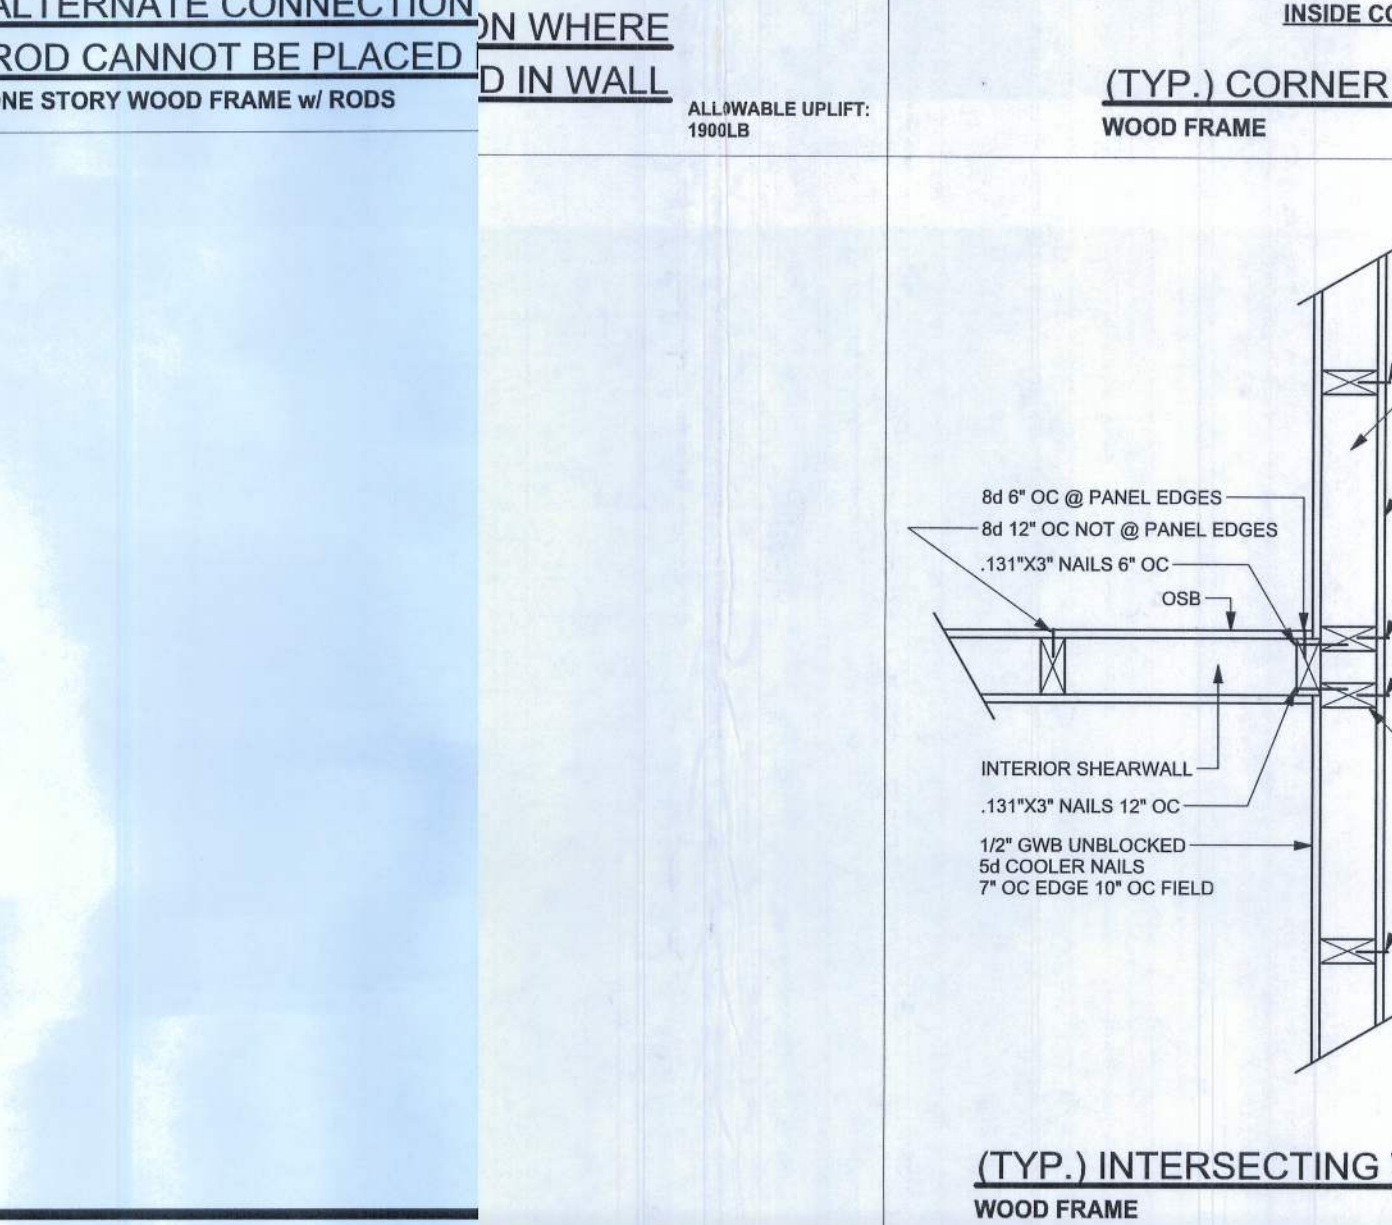 ALTERNATE CONNECTION
ROD CANNOT BE PLACED
ONE STORY WOOD FRAME w/ RODS
ON WHERE
D IN WALL
ALLOWABLE UPLIFT:
1900LB
INSIDE CO
(TYP.) CORNER
WOOD FRAME
8d 6" OC @ PANEL EDGES
8d 12" OC NOT @ PANEL EDGES
.131"X3" NAILS 6" OC
OSB
INTERIOR SHEARWALL
.131"X3" NAILS 12" OC
1/2" GWB UNBLOCKED
5d COOLER NAILS
7" OC EDGE 10" OC FIELD
(TYP.) INTERSECTING
WOOD FRAME